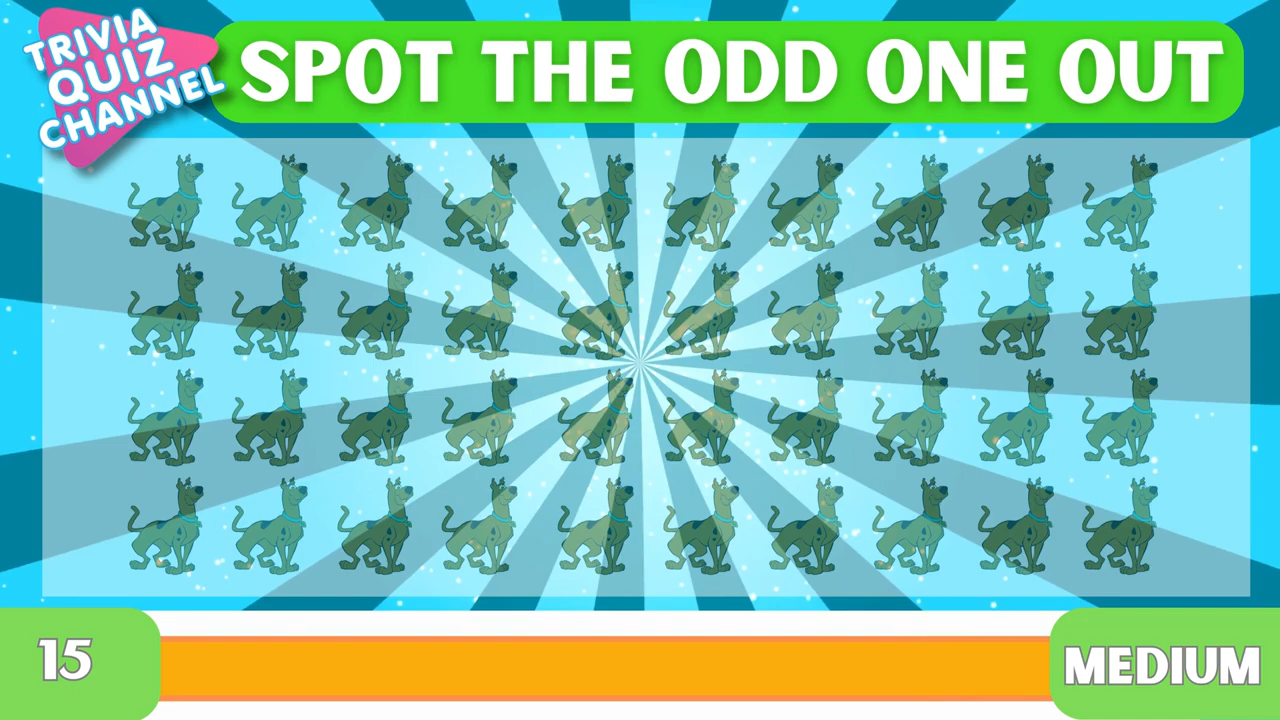 TRIVIA
QUIZ
CHANNEL
SPOT THE ODD ONE OUT
15
MEDIUM